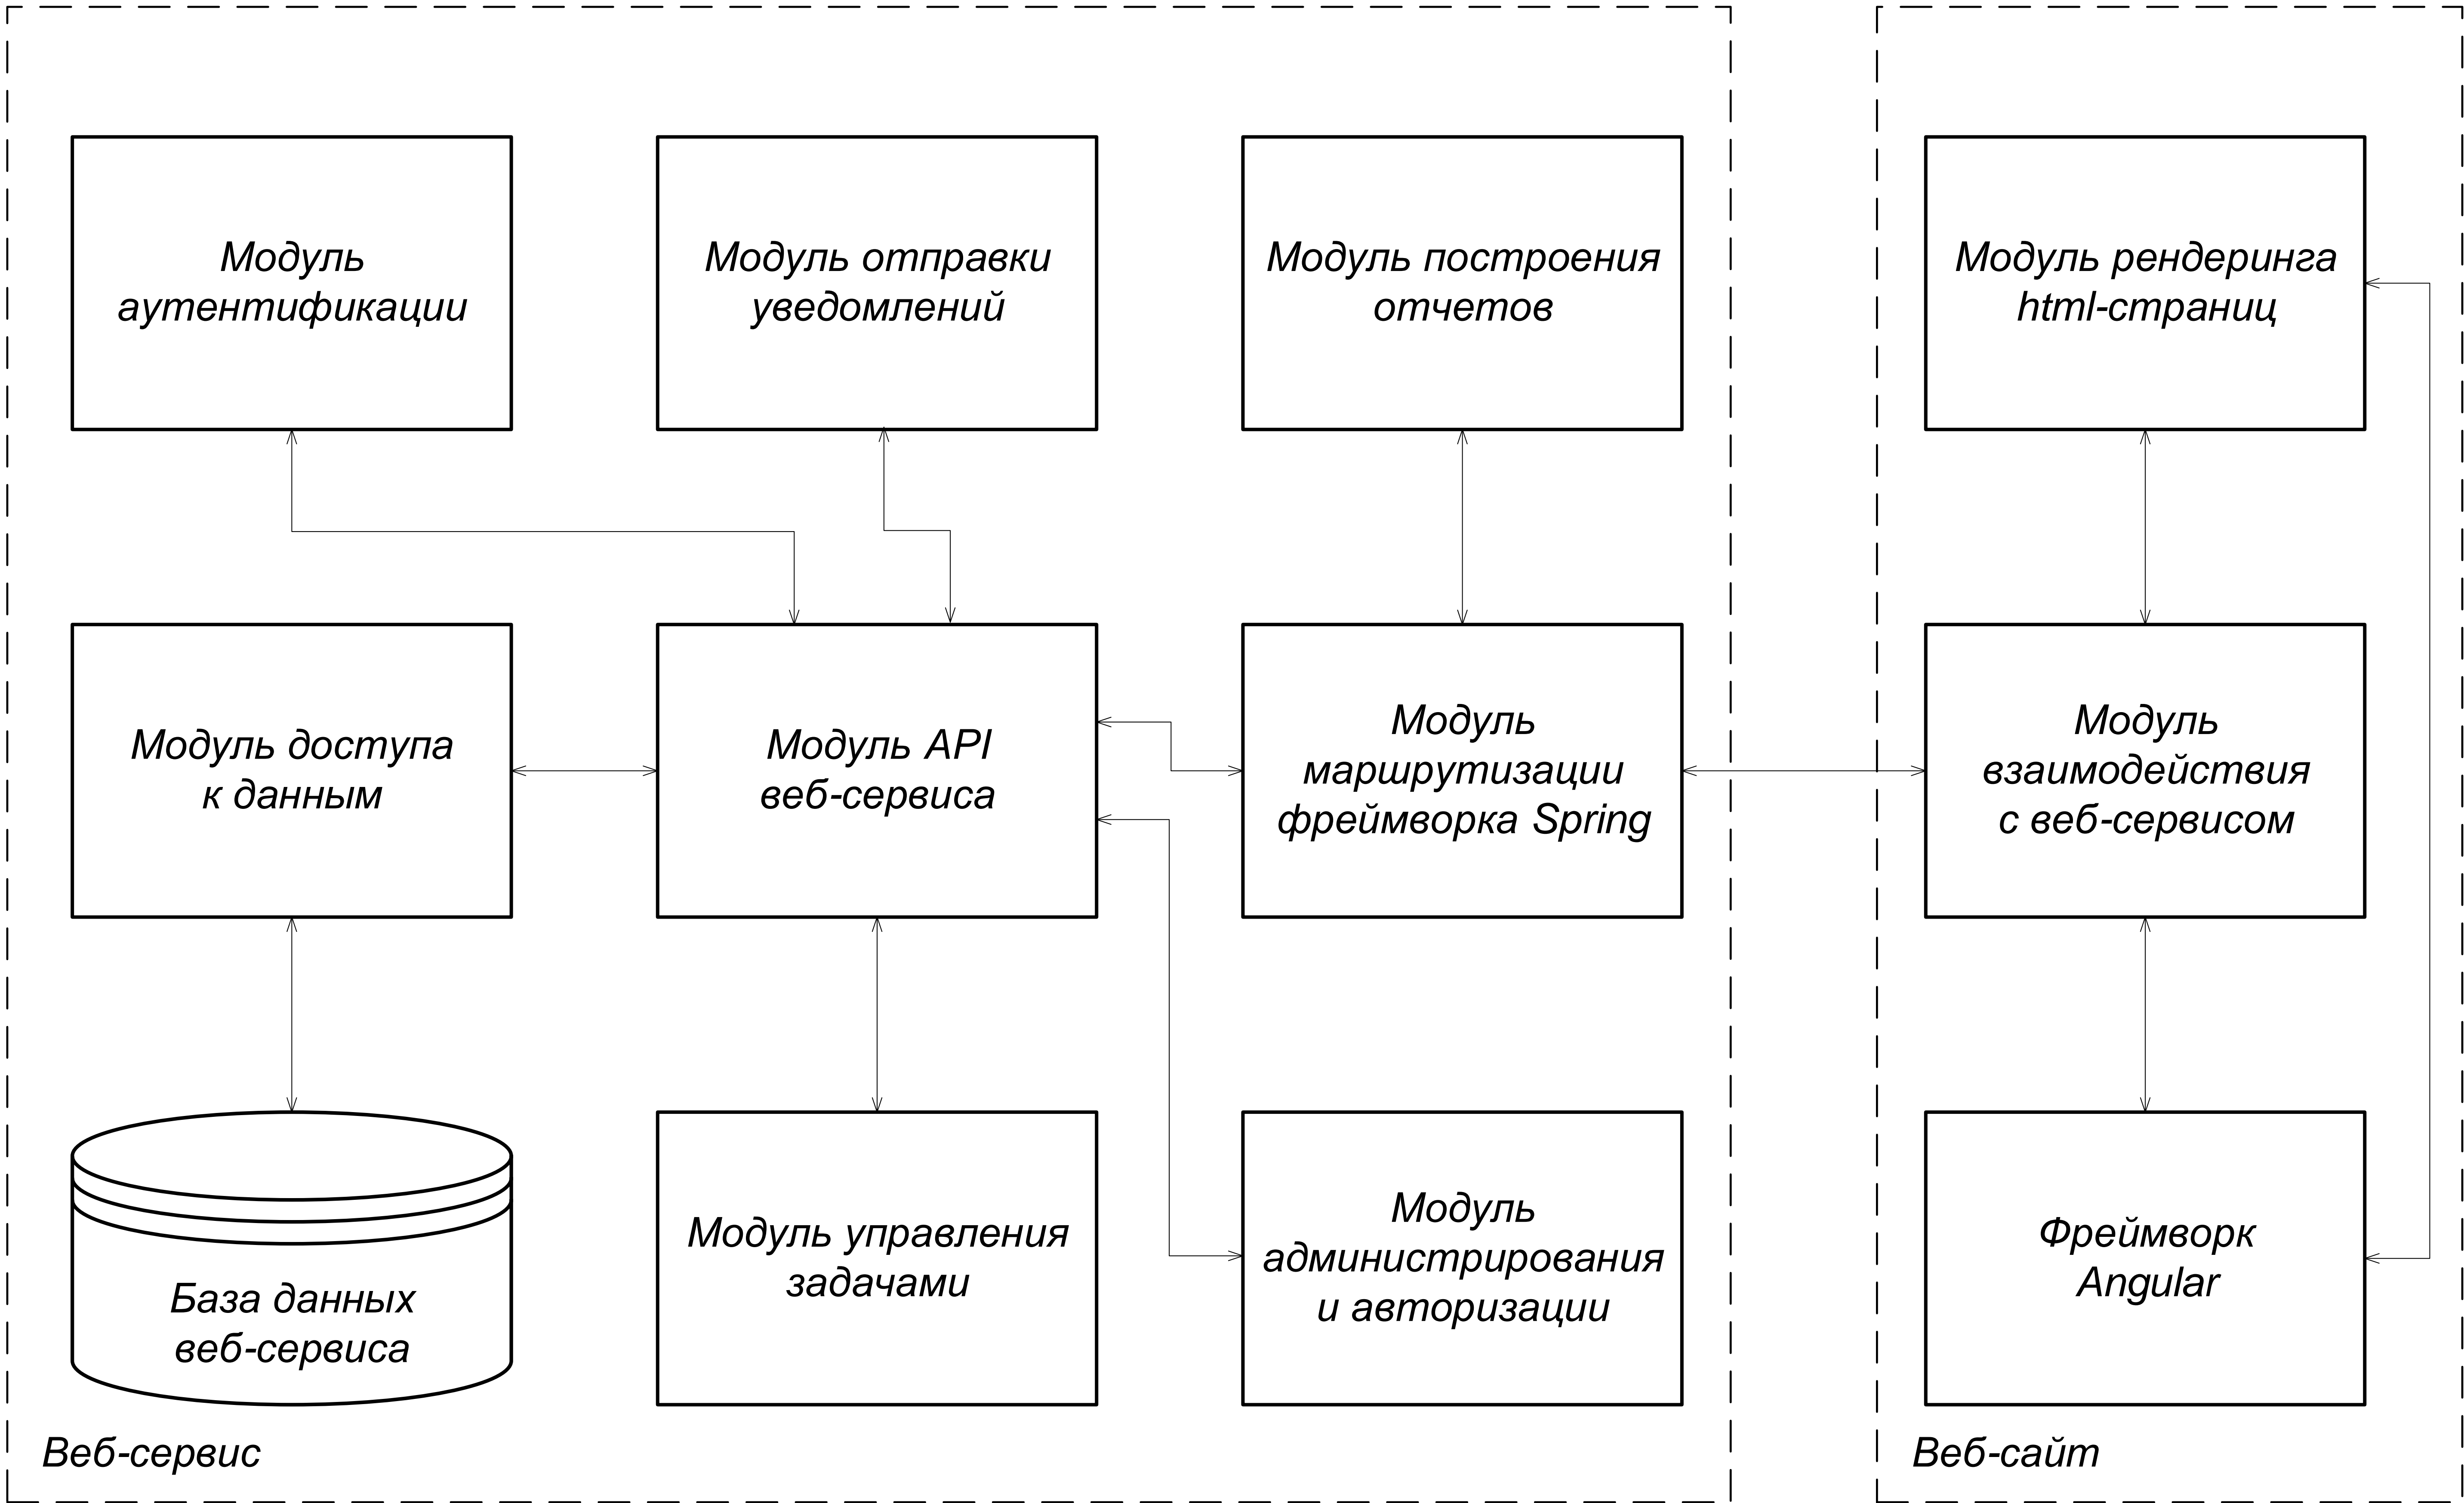 Модуль
аутентификации
Модуль отправки
уведомлений
Модуль построения
отчетов
Модуль рендеринга
html-страниц
Модуль доступа
к данным
Модуль API
веб-сервиса
Модуль
маршрутизации
фреймворка Spring
Модуль
взаимодействия
с веб-сервисом
База данных
веб-сервиса
Модуль управления
задачами
Модуль
администрирования
и авторизации
Фреймворк
Angular
Веб-сервис
Веб-сайт